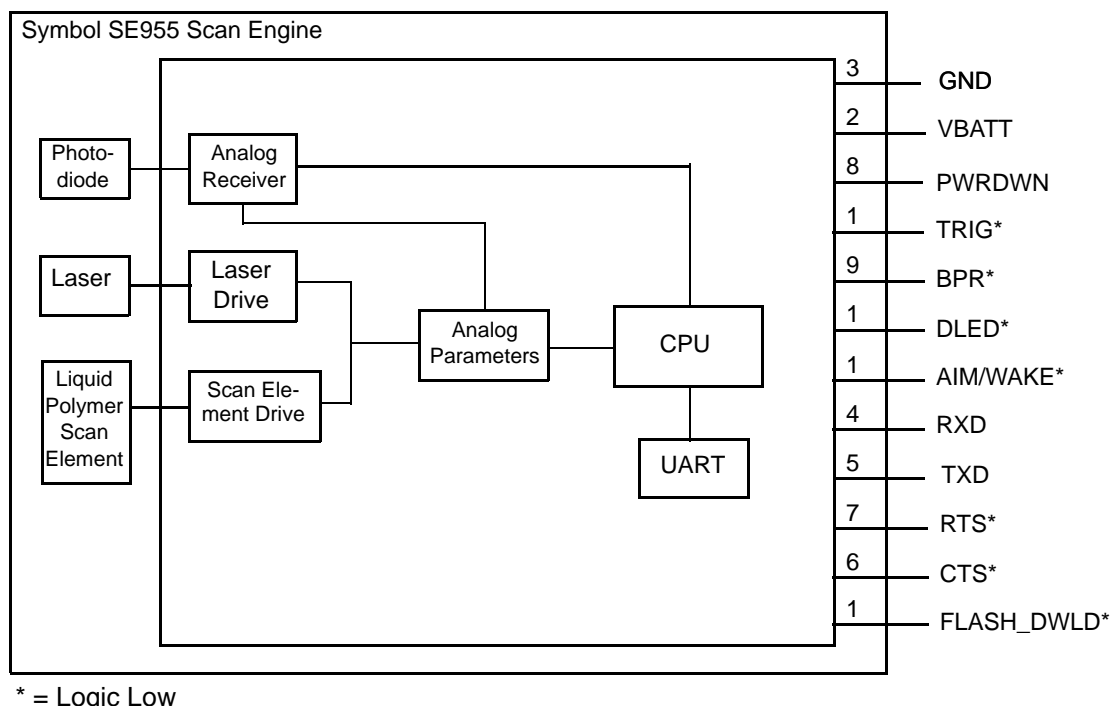 Symbol SE955 Scan Engine
Photo-
diode
Analog
Receiver
Laser
Laser
Drive
Liquid
Polymer
Scan
Element
Scan Ele-
ment Drive
Analog
Parameters
CPU
UART
3 GND
2 VBATT
8 PWRDWN
1 TRIG*
9 BPR*
1 DLED*
1 AIM/WAKE*
4 RXD
5 TXD
7 RTS*
6 CTS*
1 FLASH_DWLD*
* = Logic Low